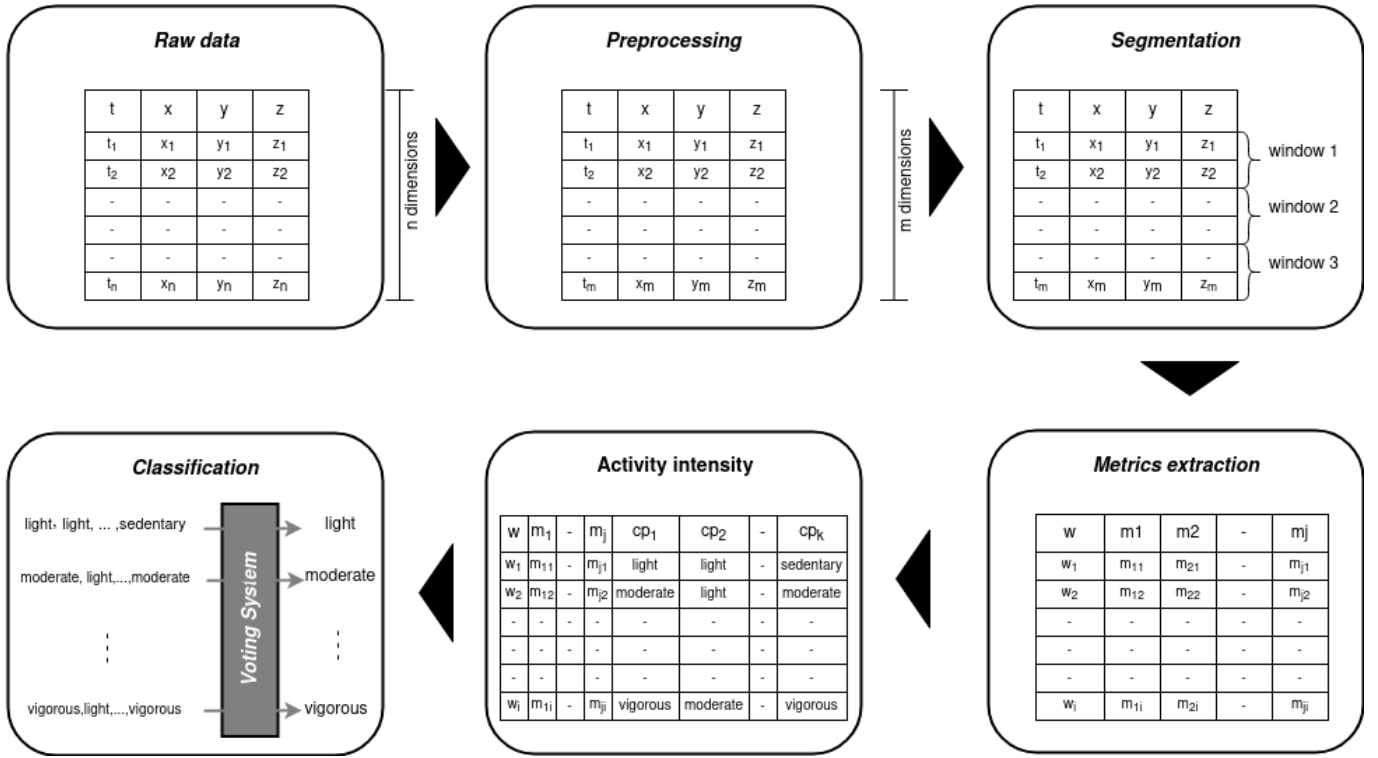 Raw data
t x y z
t₁ x₁ y₁ z₁
t₂ x₂ y₂ z₂
- - - -
- - - -
- - - -
tₙ xₙ yₙ zₙ
n dimensions
Preprocessing
t x y z
t₁ x₁ y₁ z₁
t₂ x₂ y₂ z₂
- - - -
- - - -
- - - -
tₘ xₘ yₘ zₘ
m dimensions
Segmentation
t x y z
t₁ x₁ y₁ z₁
t₂ x₂ y₂ z₂
- - - -
- - - -
- - - -
tₘ xₘ yₘ zₘ
window 1
window 2
window 3
Classification
light, light, ... ,sedentary
moderate, light,...,moderate
vigorous,light,...,vigorous
Voting System
light
moderate
vigorous
Activity intensity
w m₁ - mⱼ cp₁ cp₂ - cpₖ
w₁ m₁₁ - mⱼ₁ light light - sedentary
w₂ m₁₂ - mⱼ₂ moderate light - moderate
- - - - - - - -
- - - - - - - -
- - - - - - - -
wᵢ m₁ᵢ - mⱼᵢ vigorous moderate - vigorous
Metrics extraction
w m1 m2 - mj
w₁ m₁₁ m₂₁ - mⱼ₁
w₂ m₁₂ m₂₂ - mⱼ₂
- - - - -
- - - - -
- - - - -
wᵢ m₁ᵢ m₂ᵢ - mⱼᵢ